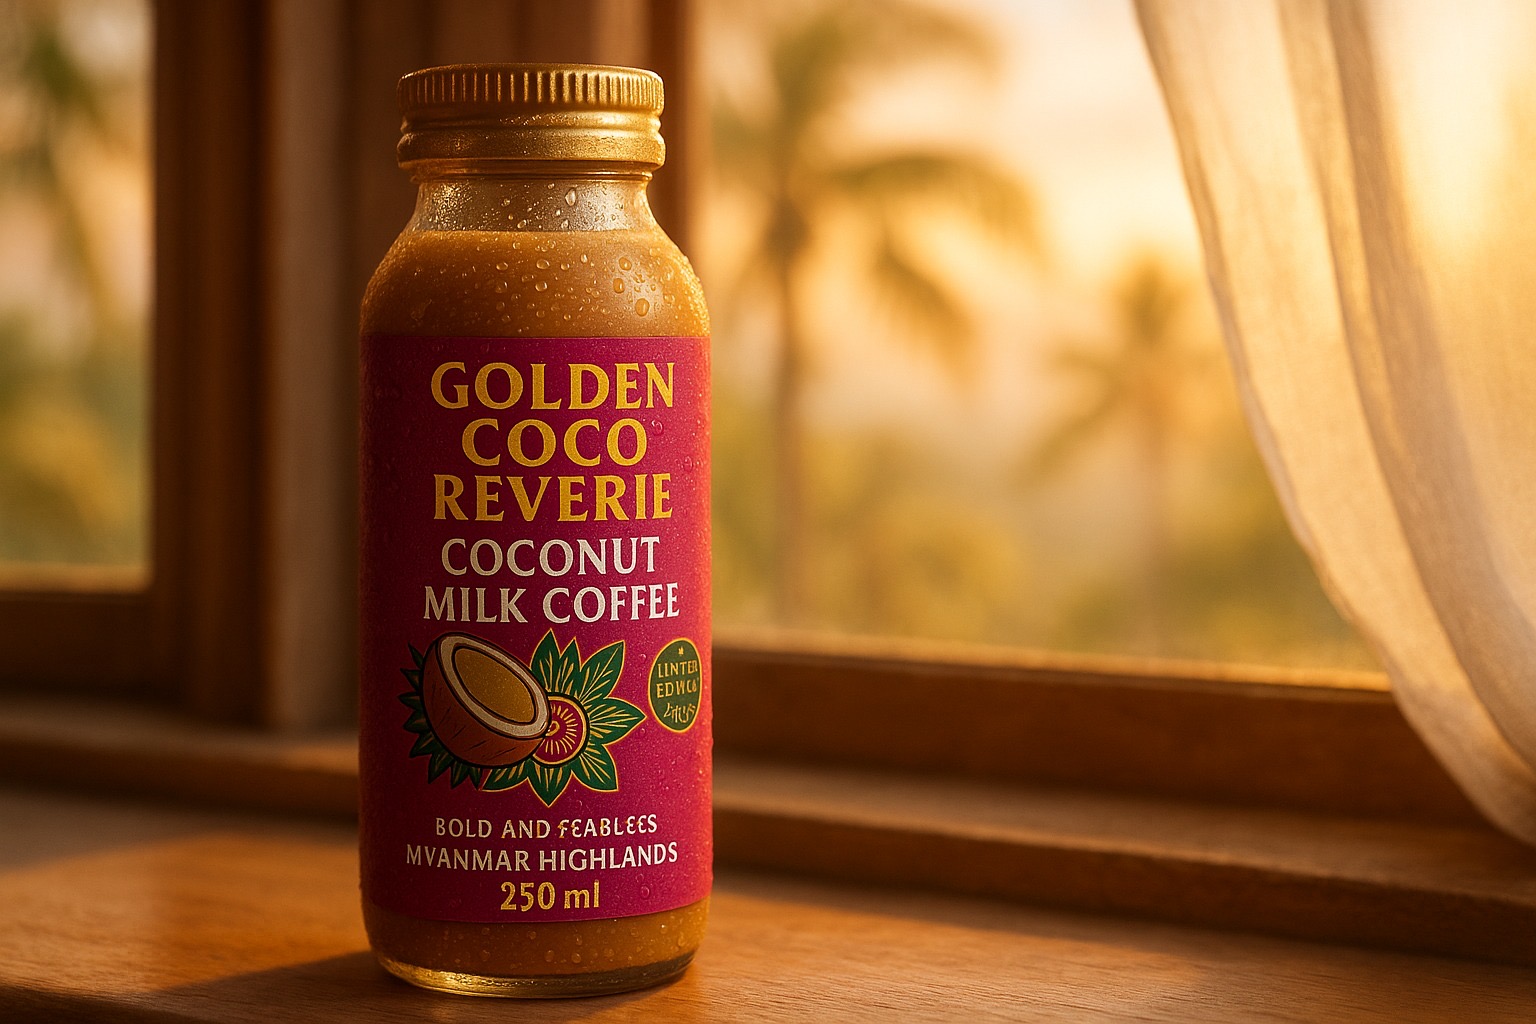 GOLDEN
COCO
REVERIE
COCONUT
MILK COFFEE
BOLD AND FEABLEES
MVANMAR HIGHLANDS
250 ml